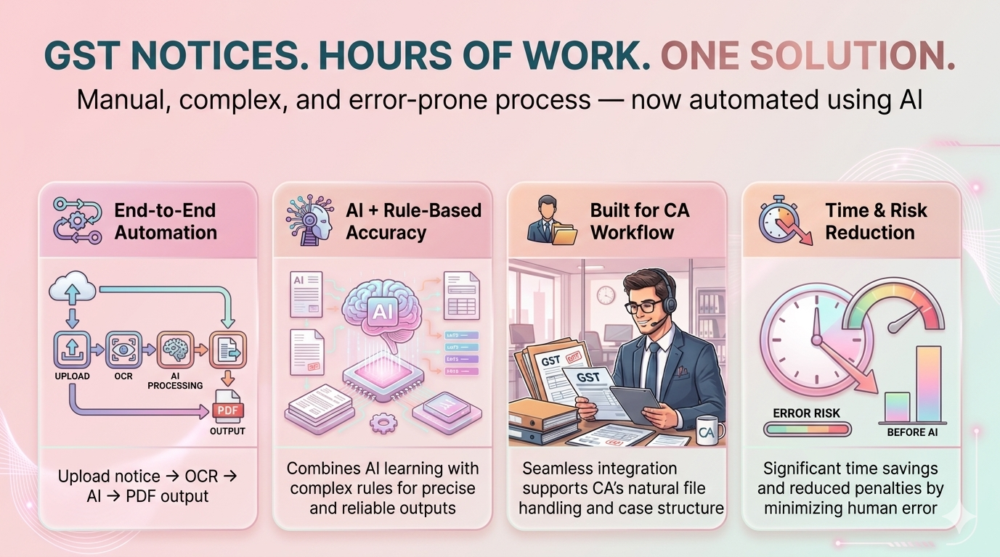 GST NOTICES. HOURS OF WORK. ONE SOLUTION.
Manual, complex, and error-prone process — now automated using AI
End-to-End
Automation
UPLOAD
OCR
AI
PROCESSING
PDF
OUTPUT
Upload notice → OCR →
AI → PDF output
AI + Rule-Based
Accuracy
AI
AI
Combines AI learning with
complex rules for precise
and reliable outputs
Built for CA
Workflow
GST
GST
CA
Seamless integration
supports CA's natural file
handling and case structure
Time & Risk
Reduction
ERROR RISK
BEFORE AI
Significant time savings
and reduced penalties by
minimizing human error